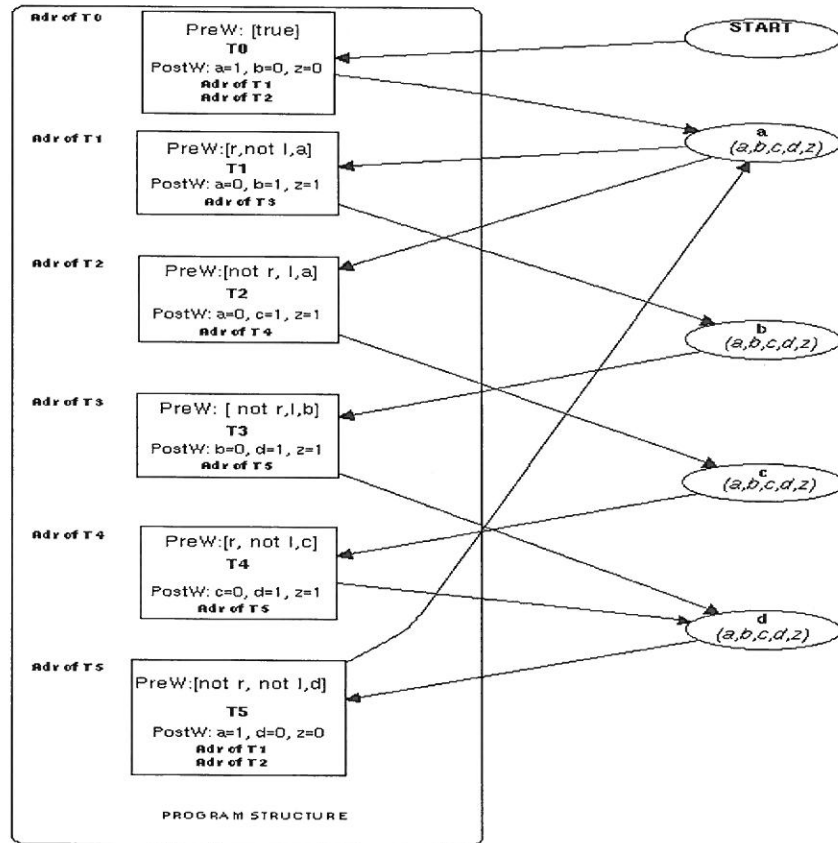 Adr of T0
PreW: [true]
T0
PostW: a=1, b=0, z=0
Adr of T1
Adr of T2
START
a
(a,b,c,d,z)
Adr of T1
PreW:[r,not l,a]
T1
PostW: a=0, b=1, z=1
Adr of T3
Adr of T2
PreW:[not r, l,a]
T2
PostW: a=0, c=1, z=1
Adr of T4
b
(a,b,c,d,z)
Adr of T3
PreW: [ not r,l,b]
T3
PostW: b=0, d=1, z=1
Adr of T5
c
(a,b,c,d,z)
Adr of T4
PreW:[r, not l,c]
T4
PostW: c=0, d=1, z=1
Adr of T5
d
(a,b,c,d,z)
Adr of T5
PreW:[not r, not l,d]
T5
PostW: a=1, d=0, z=0
Adr of T1
Adr of T2
PROGRAM STRUCTURE